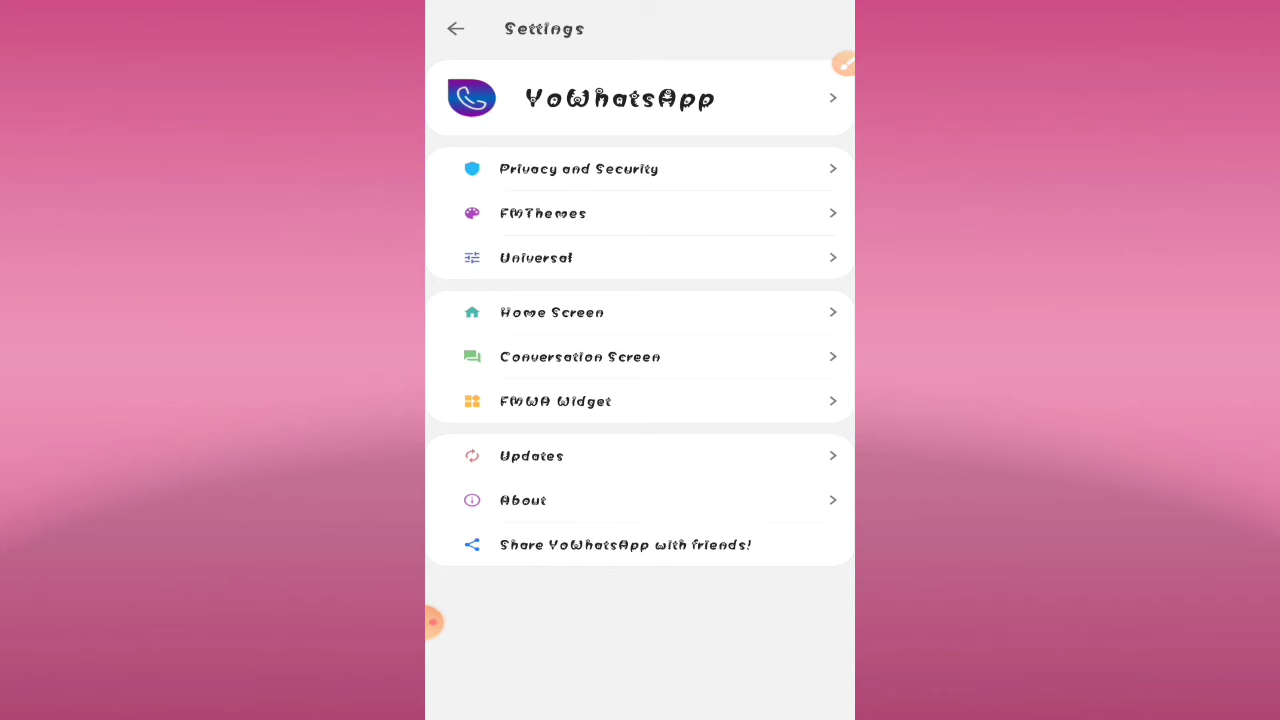 Settings
YoWhatsApp
Privacy and Security
FMThemes
Universal
Home Screen
Conversation Screen
FMWA Widget
Updates
About
Share YoWhatsApp with friends!